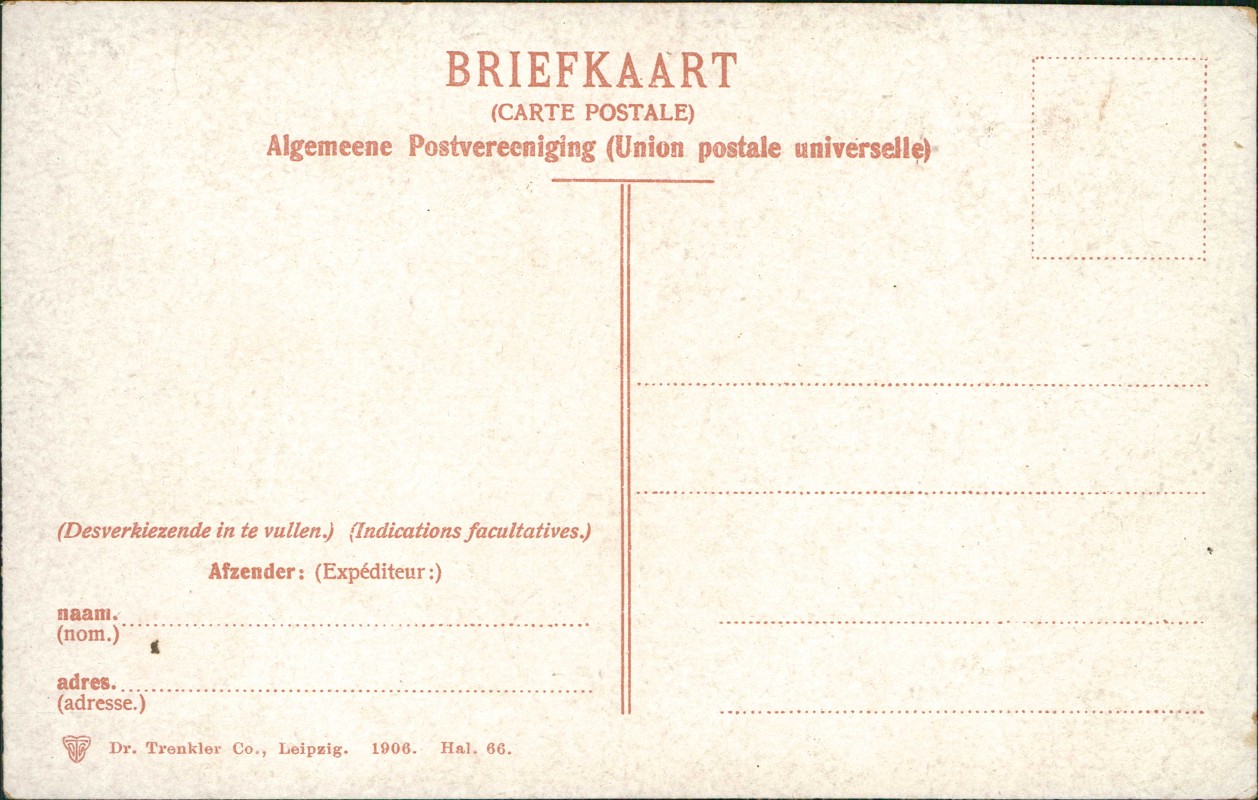 BRIEFKAART
(CARTE POSTALE)
Algemeene Postvereeniging (Union postale universelle)
(Desverkiezende in te vullen.) (Indications facultatives.)
Afzender: (Expéditeur:)
naam.
(nom.)
adres.
(adresse.)
Dr. Trenkler Co., Leipzig. 1906. Hal. 66.